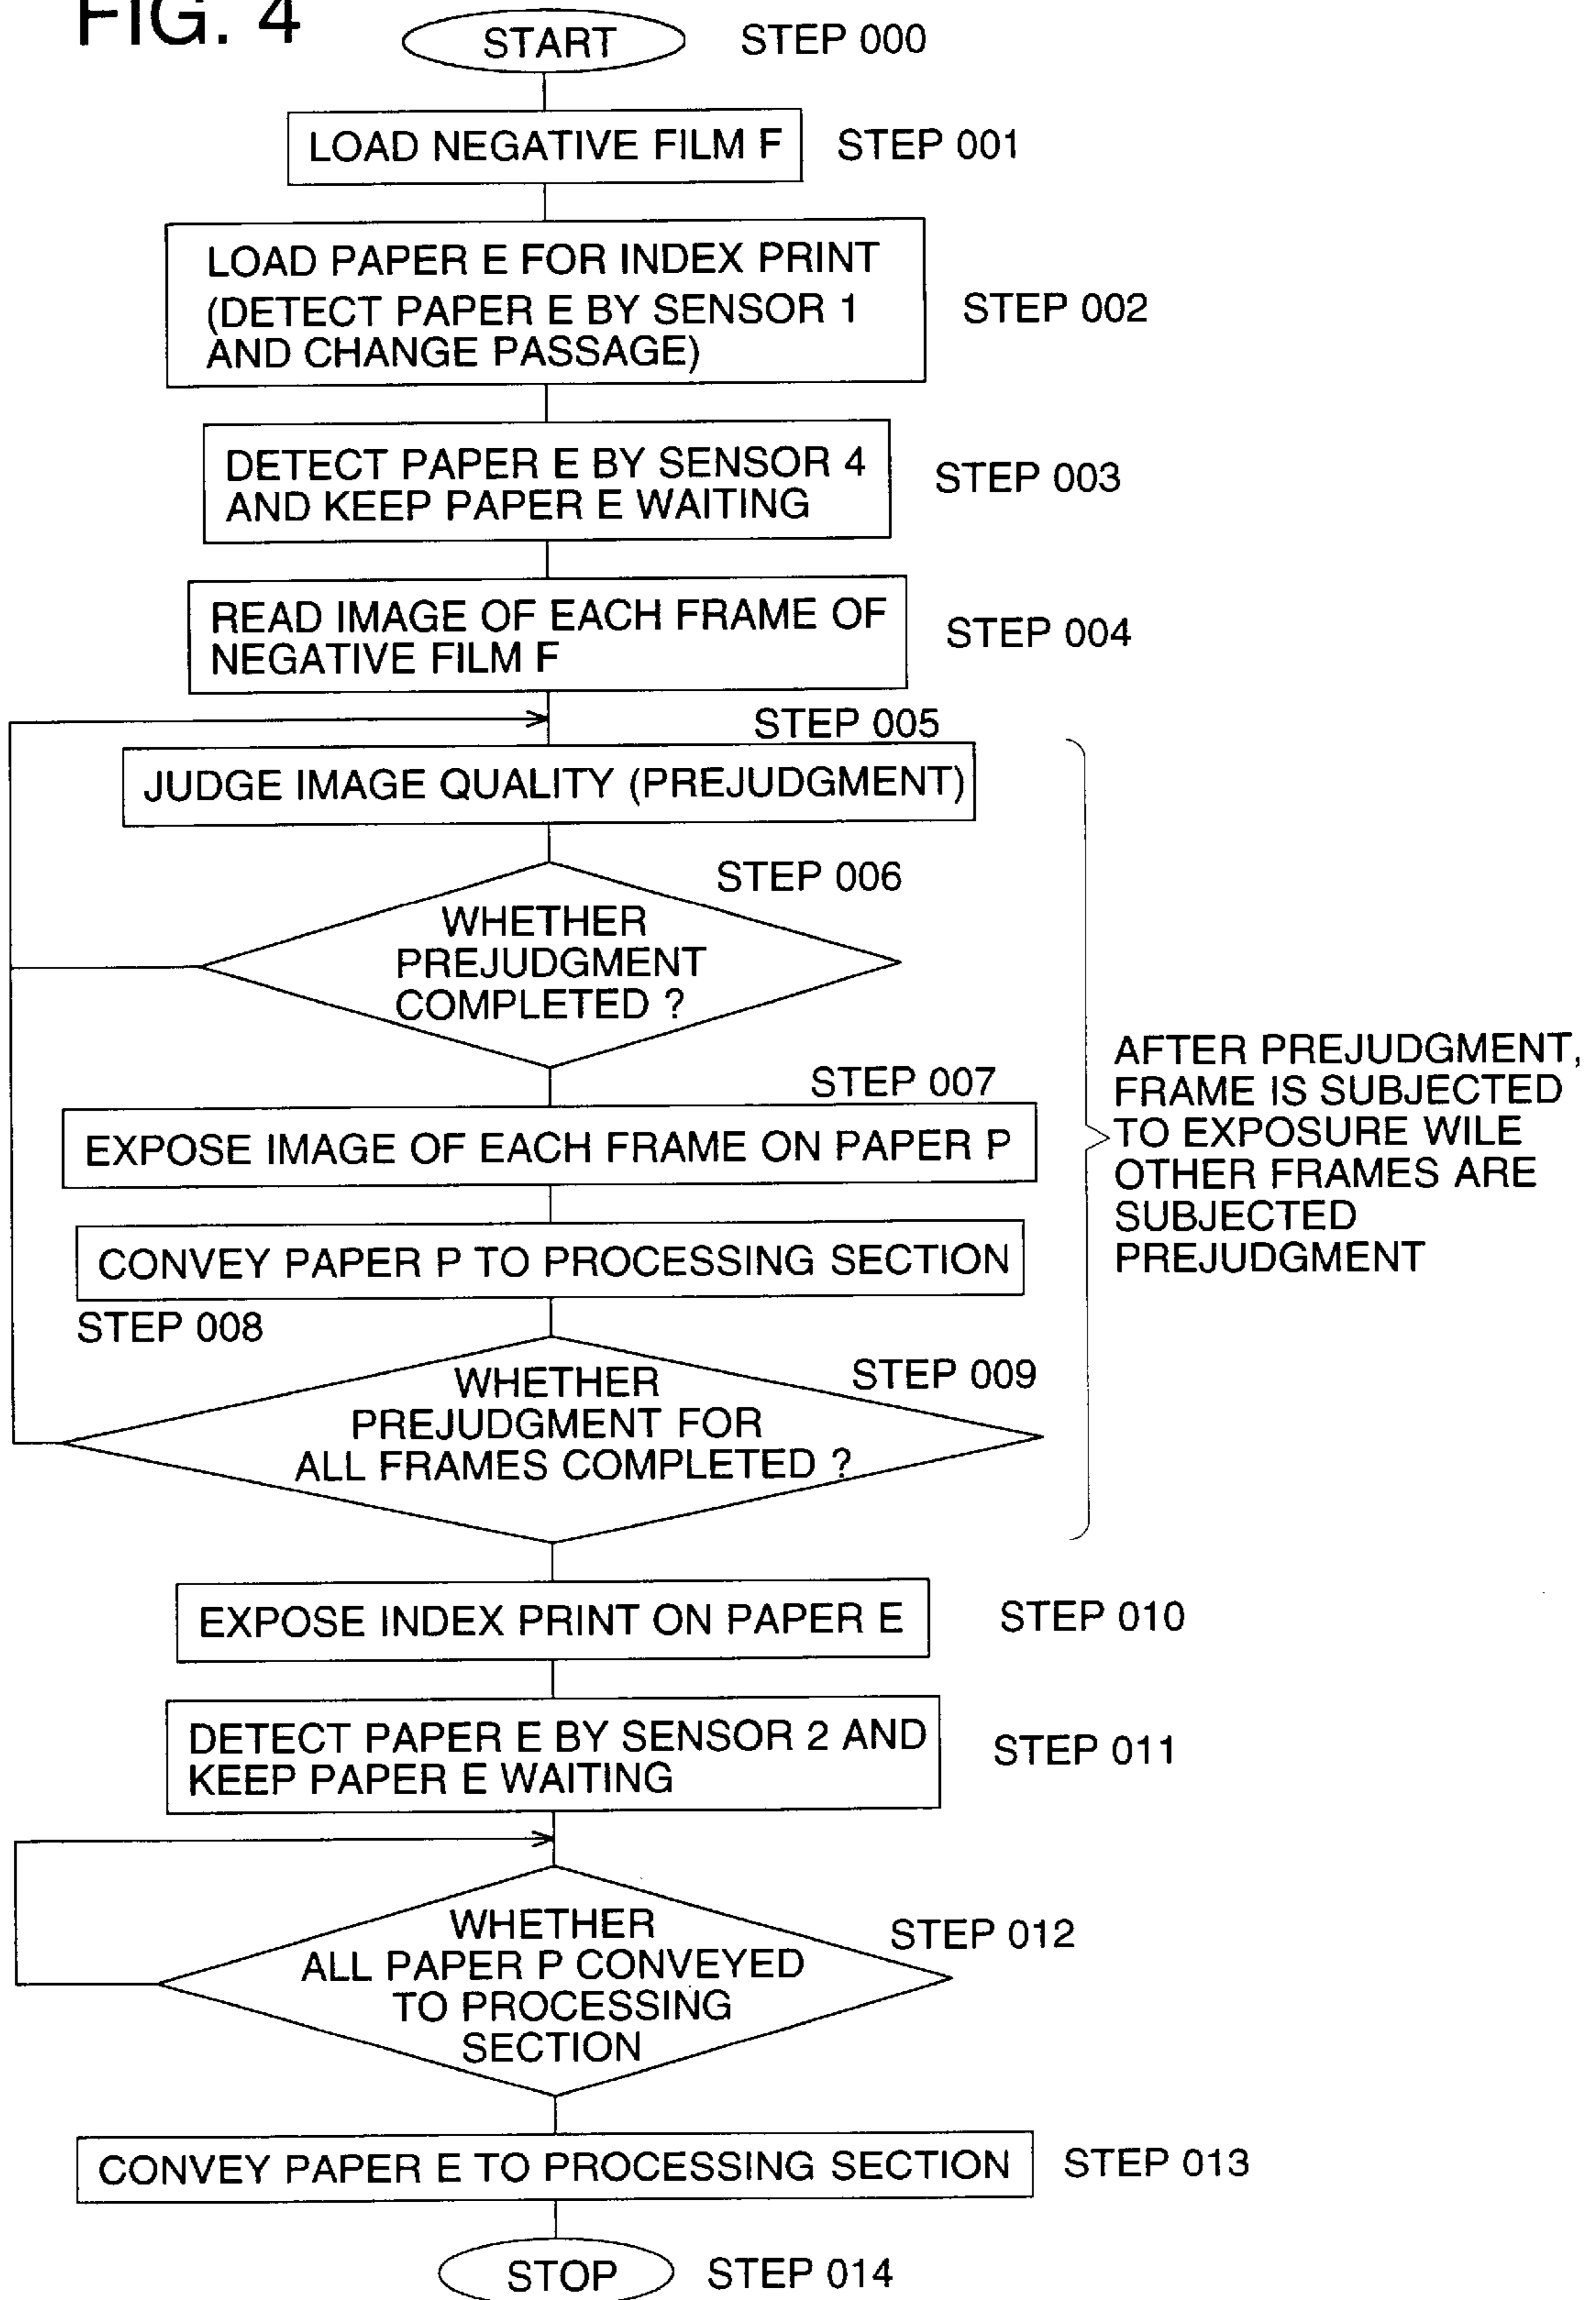 FIG. 4
START
STEP 000
LOAD NEGATIVE FILM F
STEP 001
LOAD PAPER E FOR INDEX PRINT
(DETECT PAPER E BY SENSOR 1
AND CHANGE PASSAGE)
STEP 002
DETECT PAPER E BY SENSOR 4
AND KEEP PAPER E WAITING
STEP 003
READ IMAGE OF EACH FRAME OF
NEGATIVE FILM F
STEP 004
STEP 005
JUDGE IMAGE QUALITY (PREJUDGMENT)
STEP 006
WHETHER
PREJUDGMENT
COMPLETED ?
STEP 007
EXPOSE IMAGE OF EACH FRAME ON PAPER P
CONVEY PAPER P TO PROCESSING SECTION
STEP 008
STEP 009
WHETHER
PREJUDGMENT FOR
ALL FRAMES COMPLETED ?
AFTER PREJUDGMENT,
FRAME IS SUBJECTED
TO EXPOSURE WILE
OTHER FRAMES ARE
SUBJECTED
PREJUDGMENT
EXPOSE INDEX PRINT ON PAPER E
STEP 010
DETECT PAPER E BY SENSOR 2 AND
KEEP PAPER E WAITING
STEP 011
WHETHER
ALL PAPER P CONVEYED
TO PROCESSING
SECTION
STEP 012
CONVEY PAPER E TO PROCESSING SECTION
STEP 013
STOP
STEP 014